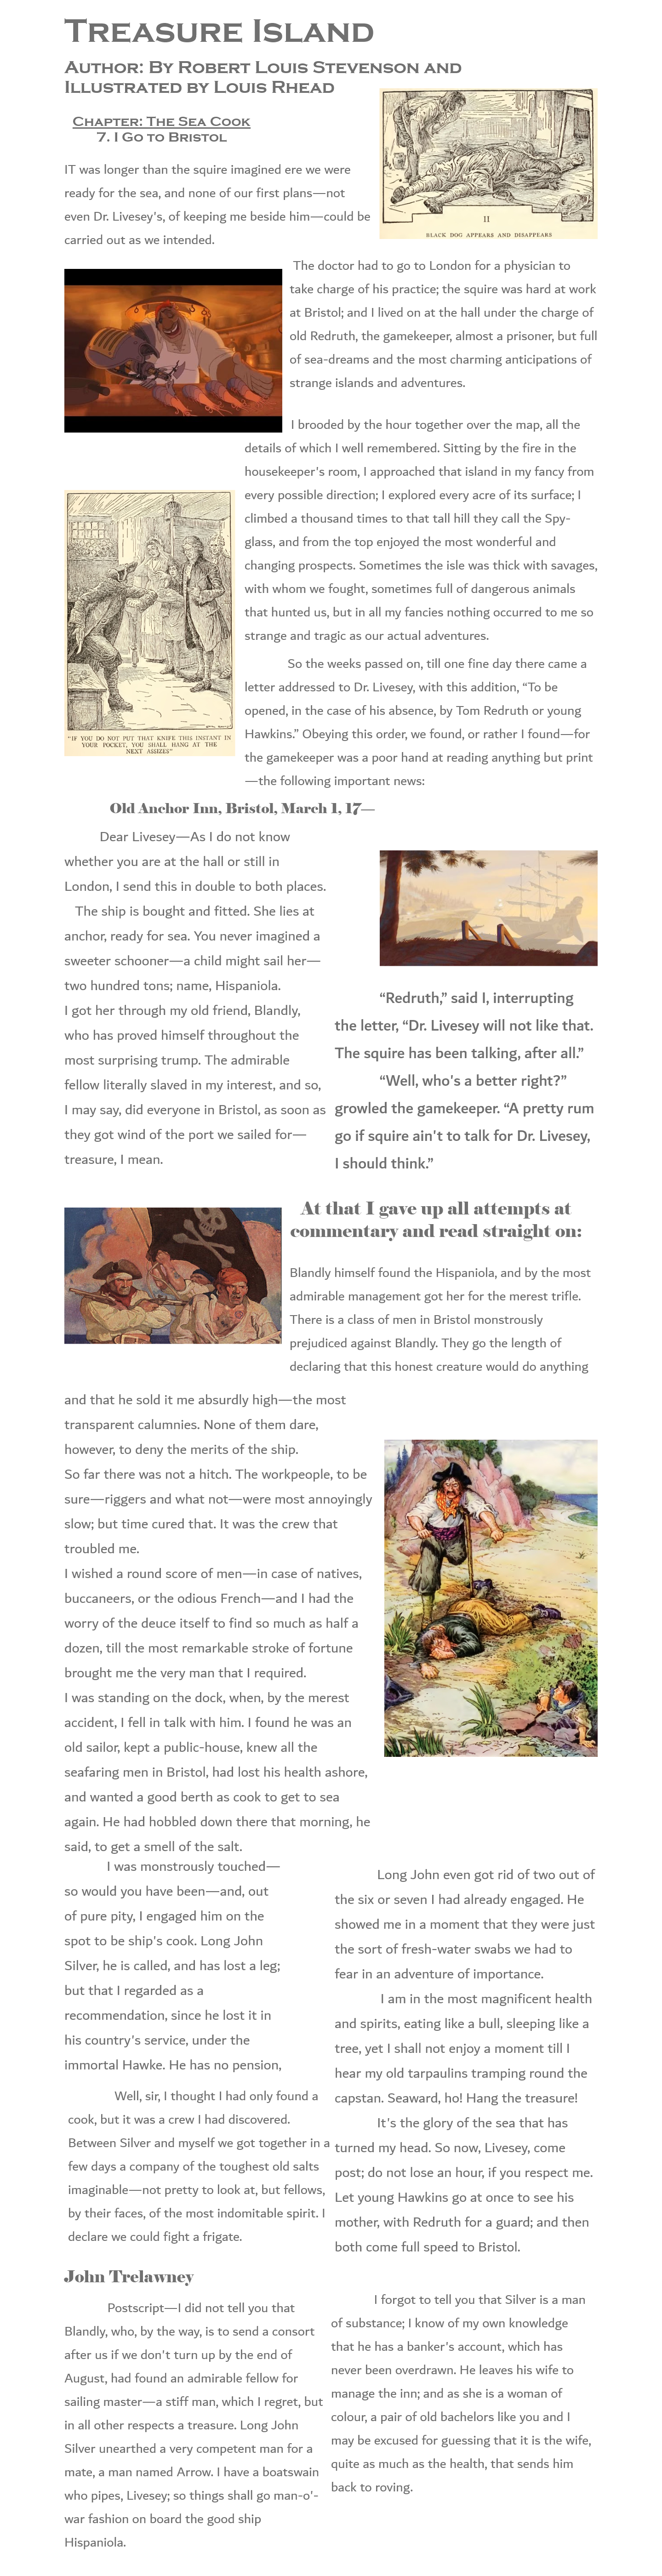 Treasure Island
Author: By Robert Louis Stevenson and
Illustrated by Louis Rhead
Chapter: The Sea Cook
7. I Go to Bristol
IT was longer than the squire imagined ere we were
ready for the sea, and none of our first plans—not
even Dr. Livesey's, of keeping me beside him—could be
carried out as we intended.
11
BLACK DOG APPEARS AND DISAPPEARS
The doctor had to go to London for a physician to
take charge of his practice; the squire was hard at work
at Bristol; and I lived on at the hall under the charge of
old Redruth, the gamekeeper, almost a prisoner, but full
of sea-dreams and the most charming anticipations of
strange islands and adventures.
I brooded by the hour together over the map, all the
details of which I well remembered. Sitting by the fire in the
housekeeper's room, I approached that island in my fancy from
every possible direction; I explored every acre of its surface; I
climbed a thousand times to that tall hill they call the Spy-
glass, and from the top enjoyed the most wonderful and
changing prospects. Sometimes the isle was thick with savages,
with whom we fought, sometimes full of dangerous animals
that hunted us, but in all my fancies nothing occurred to me so
strange and tragic as our actual adventures.
"IF YOU DO NOT PUT THAT KNIFE THIS INSTANT IN
YOUR POCKET, YOU SHALL HANG AT THE
NEXT ASSIZES"
So the weeks passed on, till one fine day there came a
letter addressed to Dr. Livesey, with this addition, “To be
opened, in the case of his absence, by Tom Redruth or young
Hawkins.” Obeying this order, we found, or rather I found—for
the gamekeeper was a poor hand at reading anything but print
—the following important news:
Old Anchor Inn, Bristol, March 1, 17—
Dear Livesey—As I do not know
whether you are at the hall or still in
London, I send this in double to both places.
The ship is bought and fitted. She lies at
anchor, ready for sea. You never imagined a
sweeter schooner—a child might sail her—
two hundred tons; name, Hispaniola.
I got her through my old friend, Blandly,
who has proved himself throughout the
most surprising trump. The admirable
fellow literally slaved in my interest, and so,
I may say, did everyone in Bristol, as soon as
they got wind of the port we sailed for—
treasure, I mean.
“Redruth,” said I, interrupting
the letter, “Dr. Livesey will not like that.
The squire has been talking, after all.”
“Well, who's a better right?”
growled the gamekeeper. “A pretty rum
go if squire ain't to talk for Dr. Livesey,
I should think.”
At that I gave up all attempts at
commentary and read straight on:
Blandly himself found the Hispaniola, and by the most
admirable management got her for the merest trifle.
There is a class of men in Bristol monstrously
prejudiced against Blandly. They go the length of
declaring that this honest creature would do anything
and that he sold it me absurdly high—the most
transparent calumnies. None of them dare,
however, to deny the merits of the ship.
So far there was not a hitch. The workpeople, to be
sure—riggers and what not—were most annoyingly
slow; but time cured that. It was the crew that
troubled me.
I wished a round score of men—in case of natives,
buccaneers, or the odious French—and I had the
worry of the deuce itself to find so much as half a
dozen, till the most remarkable stroke of fortune
brought me the very man that I required.
I was standing on the dock, when, by the merest
accident, I fell in talk with him. I found he was an
old sailor, kept a public-house, knew all the
seafaring men in Bristol, had lost his health ashore,
and wanted a good berth as cook to get to sea
again. He had hobbled down there that morning, he
said, to get a smell of the salt.
I was monstrously touched—
so would you have been—and, out
of pure pity, I engaged him on the
spot to be ship's cook. Long John
Silver, he is called, and has lost a leg;
but that I regarded as a
recommendation, since he lost it in
his country's service, under the
immortal Hawke. He has no pension,
Well, sir, I thought I had only found a
cook, but it was a crew I had discovered.
Between Silver and myself we got together in a
few days a company of the toughest old salts
imaginable—not pretty to look at, but fellows,
by their faces, of the most indomitable spirit. I
declare we could fight a frigate.
Long John even got rid of two out of
the six or seven I had already engaged. He
showed me in a moment that they were just
the sort of fresh-water swabs we had to
fear in an adventure of importance.
I am in the most magnificent health
and spirits, eating like a bull, sleeping like a
tree, yet I shall not enjoy a moment till I
hear my old tarpaulins tramping round the
capstan. Seaward, ho! Hang the treasure!
It's the glory of the sea that has
turned my head. So now, Livesey, come
post; do not lose an hour, if you respect me.
Let young Hawkins go at once to see his
mother, with Redruth for a guard; and then
both come full speed to Bristol.
John Trelawney
Postscript—I did not tell you that
Blandly, who, by the way, is to send a consort
after us if we don't turn up by the end of
August, had found an admirable fellow for
sailing master—a stiff man, which I regret, but
in all other respects a treasure. Long John
Silver unearthed a very competent man for a
mate, a man named Arrow. I have a boatswain
who pipes, Livesey; so things shall go man-o'-
war fashion on board the good ship
Hispaniola.
I forgot to tell you that Silver is a man
of substance; I know of my own knowledge
that he has a banker's account, which has
never been overdrawn. He leaves his wife to
manage the inn; and as she is a woman of
colour, a pair of old bachelors like you and I
may be excused for guessing that it is the wife,
quite as much as the health, that sends him
back to roving.